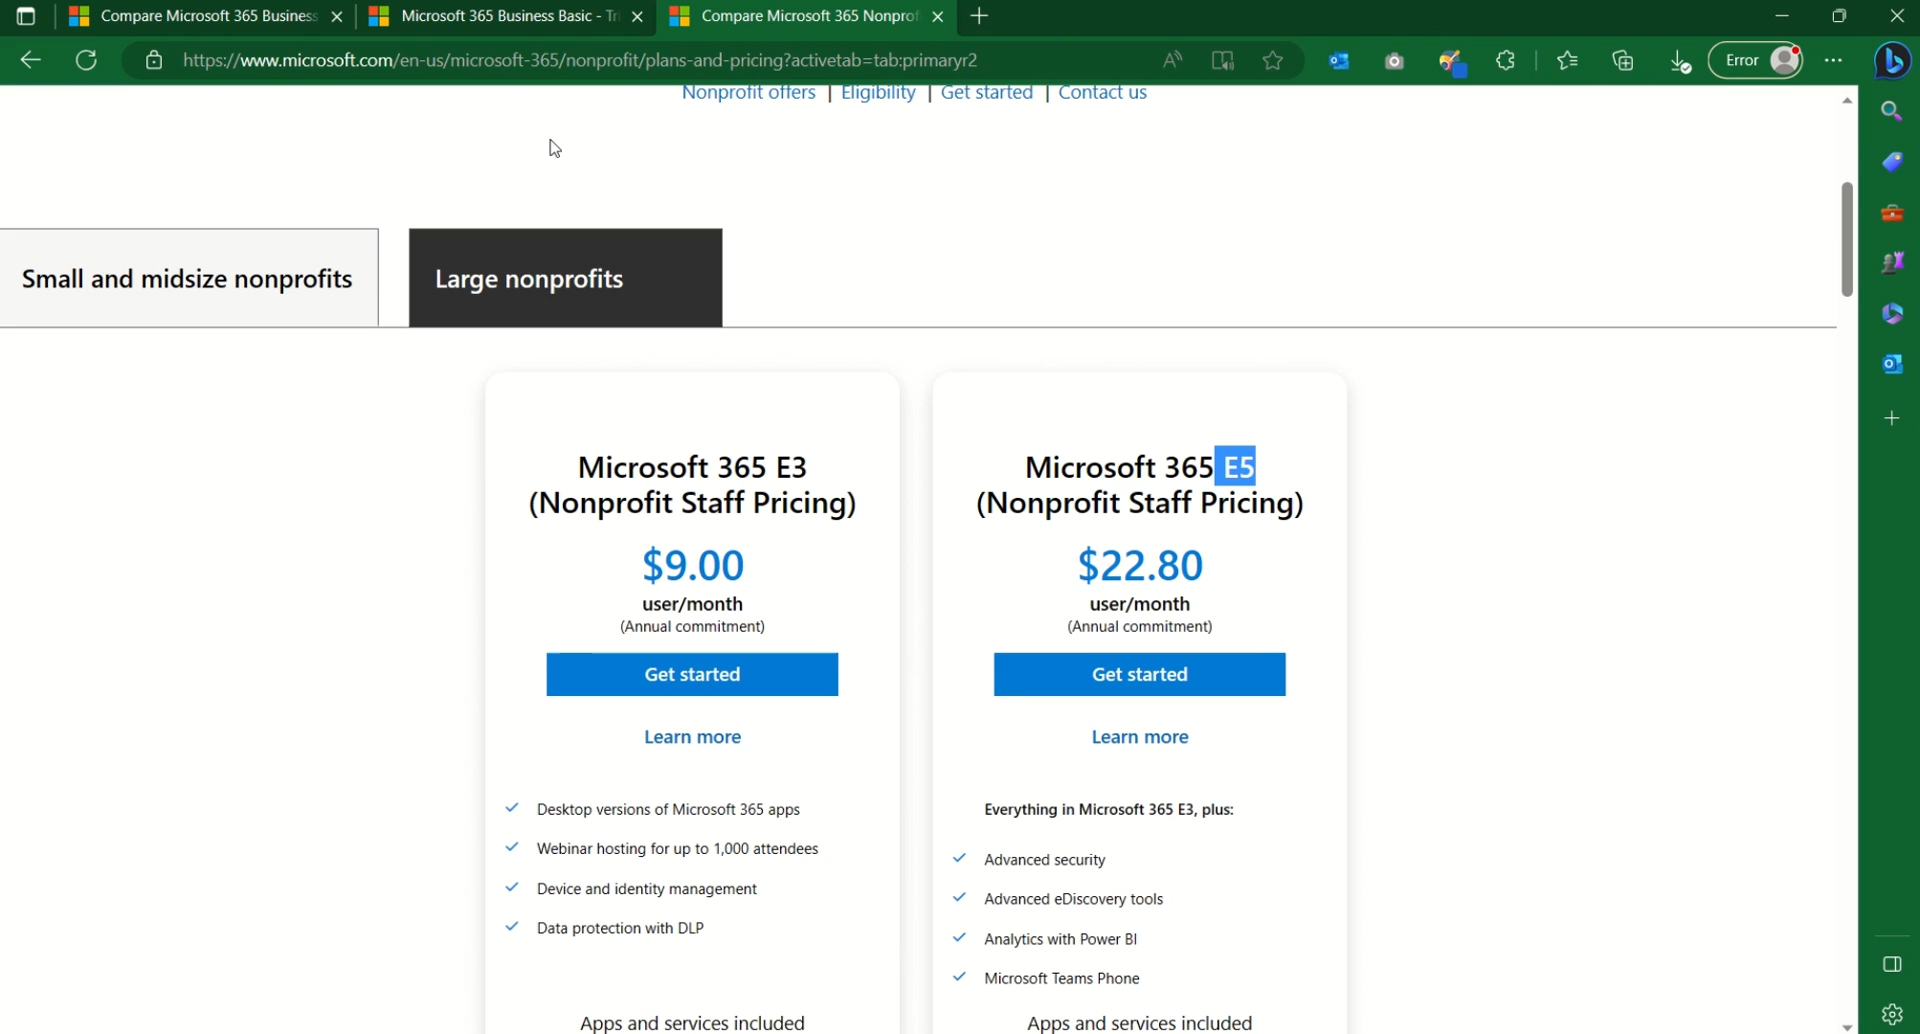 Compare Microsoft 365 Business
Microsoft 365 Business Basic - Tri
Compare Microsoft 365 Nonprof
https://www.microsoft.com/en-us/microsoft-365/nonprofit/plans-and-pricing?activetab=tab:primaryr2
Error
Nonprofit offers | Eligibility | Get started | Contact us
Small and midsize nonprofits
Large nonprofits
Microsoft 365 E3
(Nonprofit Staff Pricing)
$9.00
user/month
(Annual commitment)
Get started
Learn more
Desktop versions of Microsoft 365 apps
Webinar hosting for up to 1,000 attendees
Device and identity management
Data protection with DLP
Apps and services included
Microsoft 365 E5
(Nonprofit Staff Pricing)
$22.80
user/month
(Annual commitment)
Get started
Learn more
Everything in Microsoft 365 E3, plus:
Advanced security
Advanced eDiscovery tools
Analytics with Power BI
Microsoft Teams Phone
Apps and services included